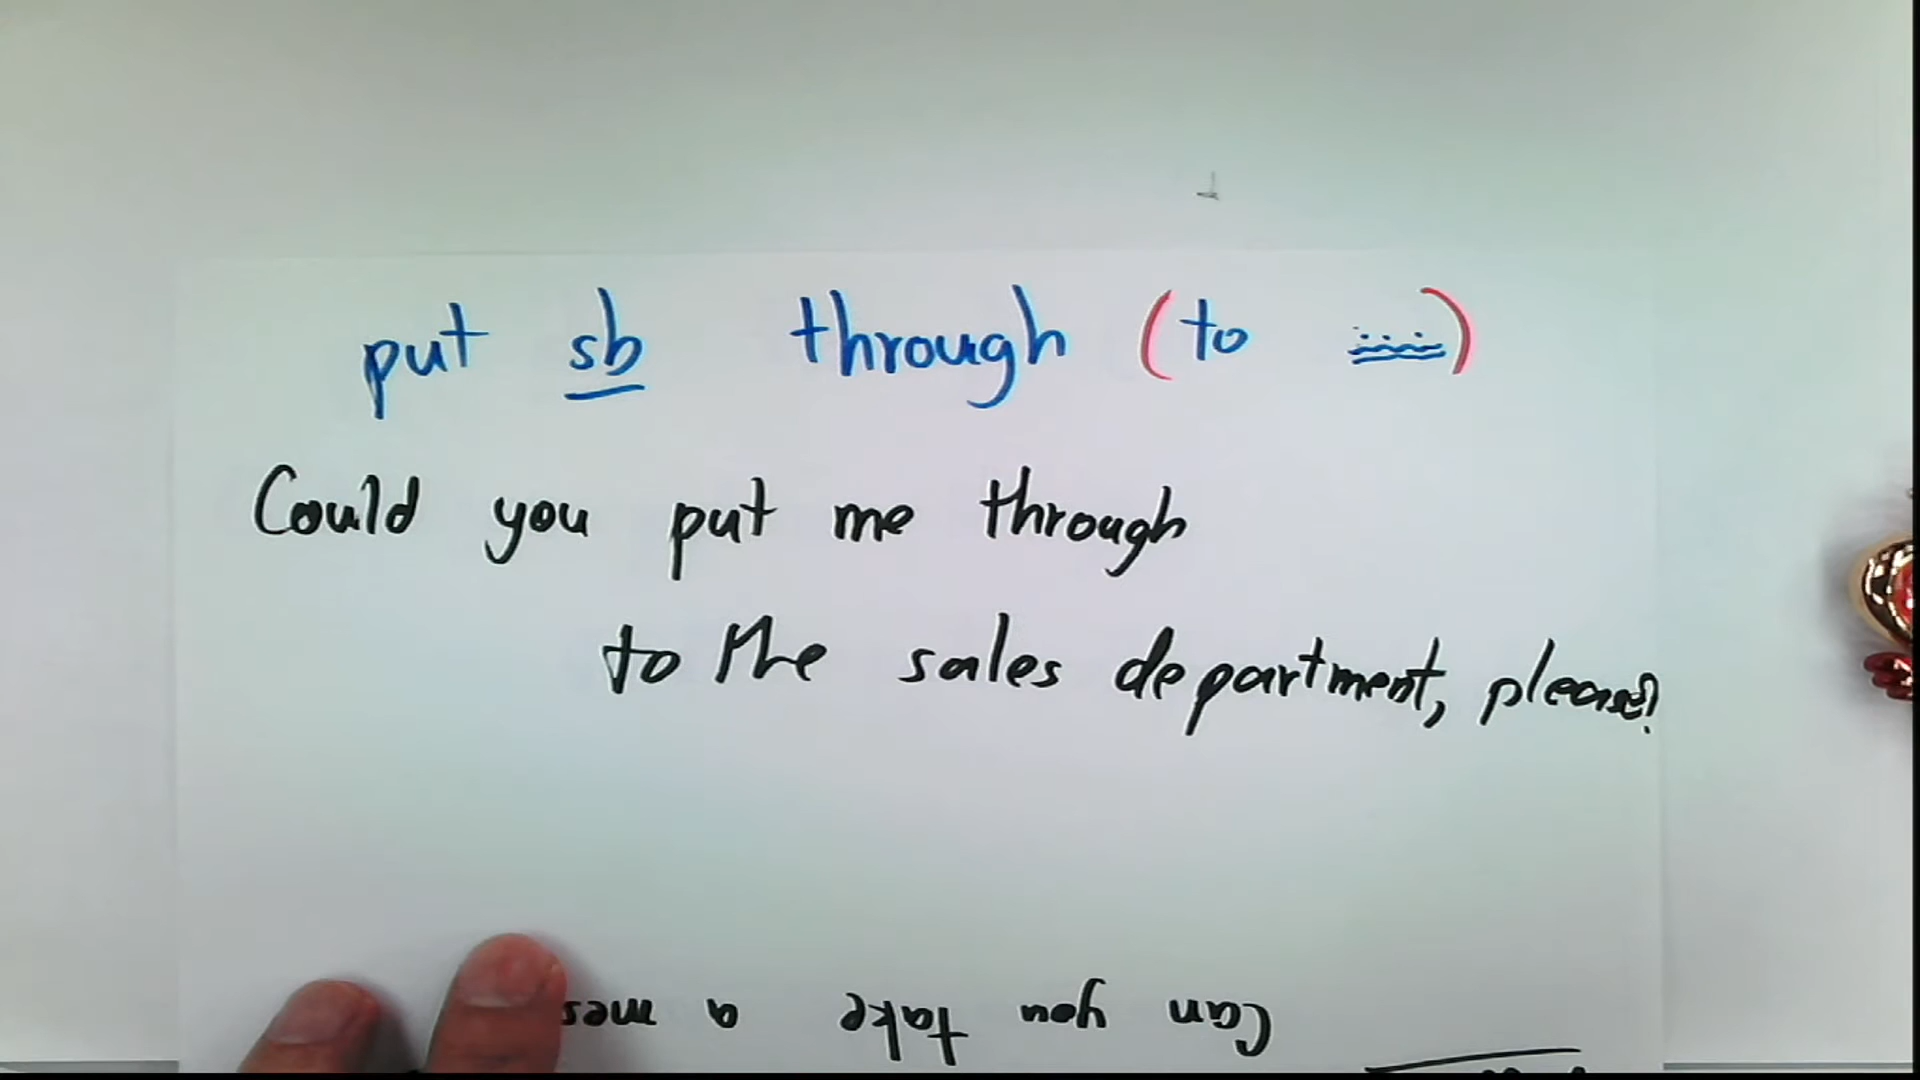 put sb through (to .....)
Could you put me through
to the sales department, please?
Can you take a mes